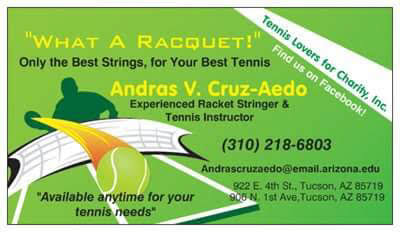 "What A Racquet!"
Only the Best Strings, for Your Best Tennis
Tennis Lovers for Charity, Inc.
Find us on Facebook!
Andras V. Cruz-Aedo
Experienced Racket Stringer &
Tennis Instructor
(310) 218-6803
Andrascruzaedo@email.arizona.edu
922 E. 4th St., Tucson, AZ 85719
906 N. 1st Ave,Tucson, AZ 85719
"Available anytime for your
tennis needs"